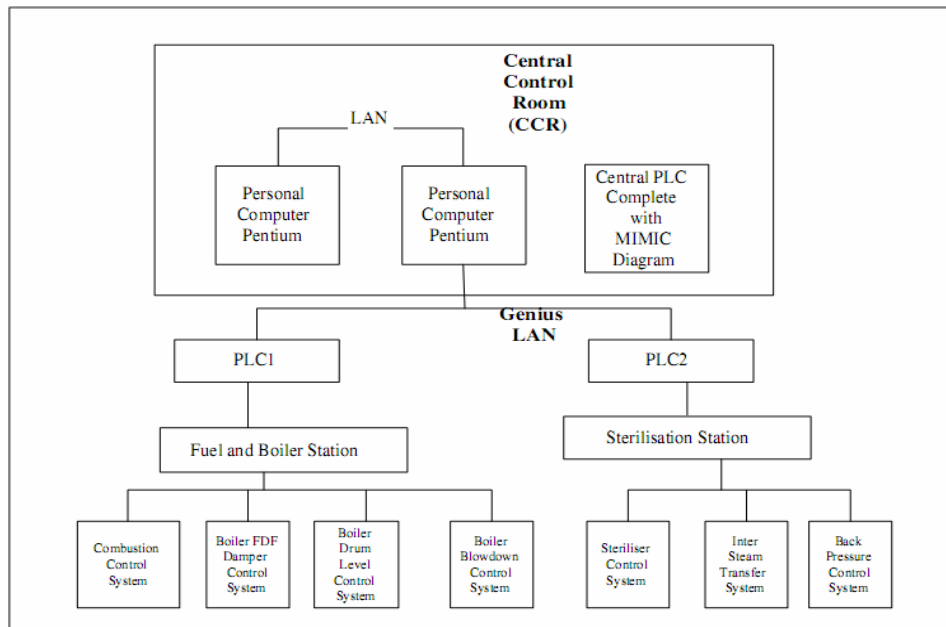 Central
Control
Room
(CCR)
LAN
Personal
Computer
Pentium
Personal
Computer
Pentium
Central PLC
Complete
with
MIMIC
Diagram
Genius
LAN
PLC1
PLC2
Fuel and Boiler Station
Sterilisation Station
Combustion
Control
System
Boiler FDF
Damper
Control
System
Boiler
Drum
Level
Control
System
Boiler
Blowdown
Control
System
Steriliser
Control
System
Inter
Steam
Transfer
System
Back
Pressure
Control
System